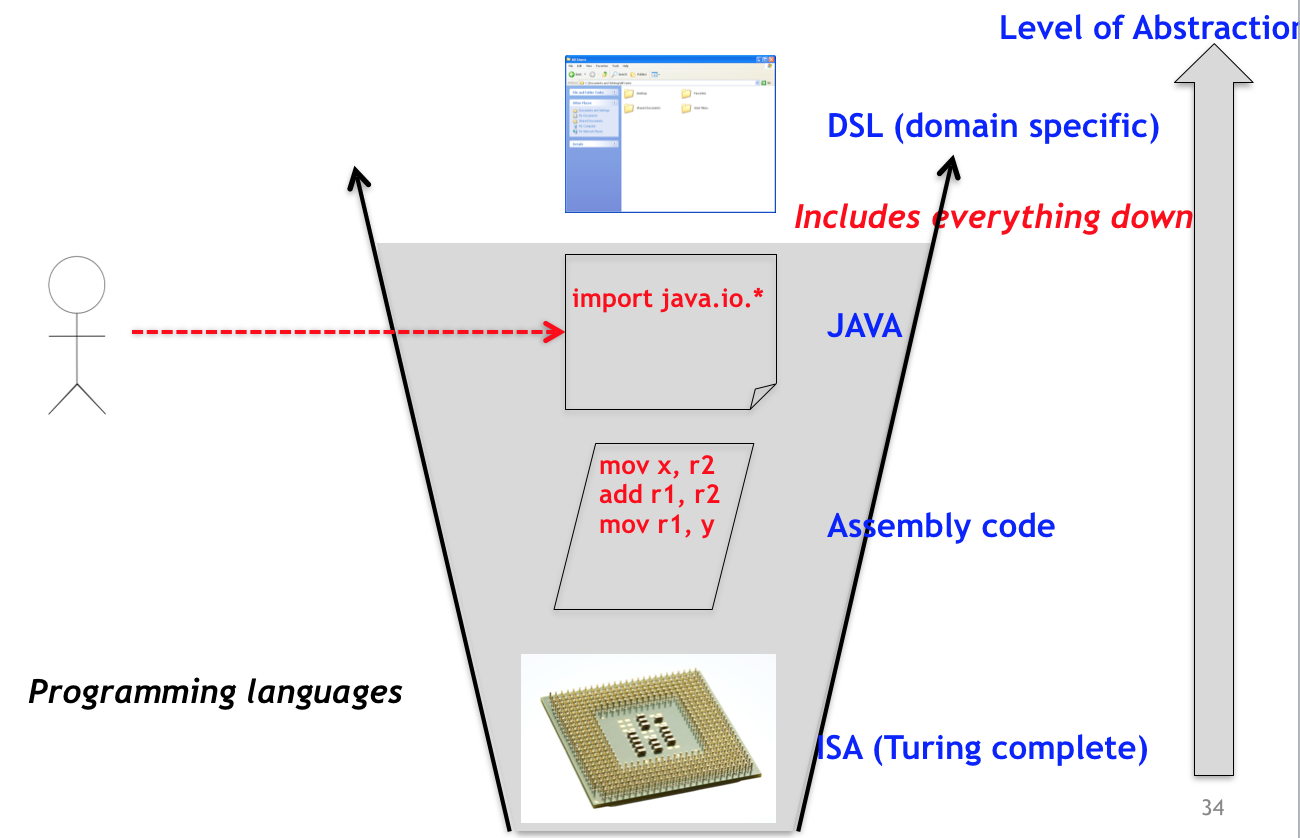 Level of Abstraction
DSL (domain specific)
Includes everything down
import java.io.*
JAVA
mov x, r2
add r1, r2
mov r1, y
Assembly code
Programming languages
ISA (Turing complete)
34